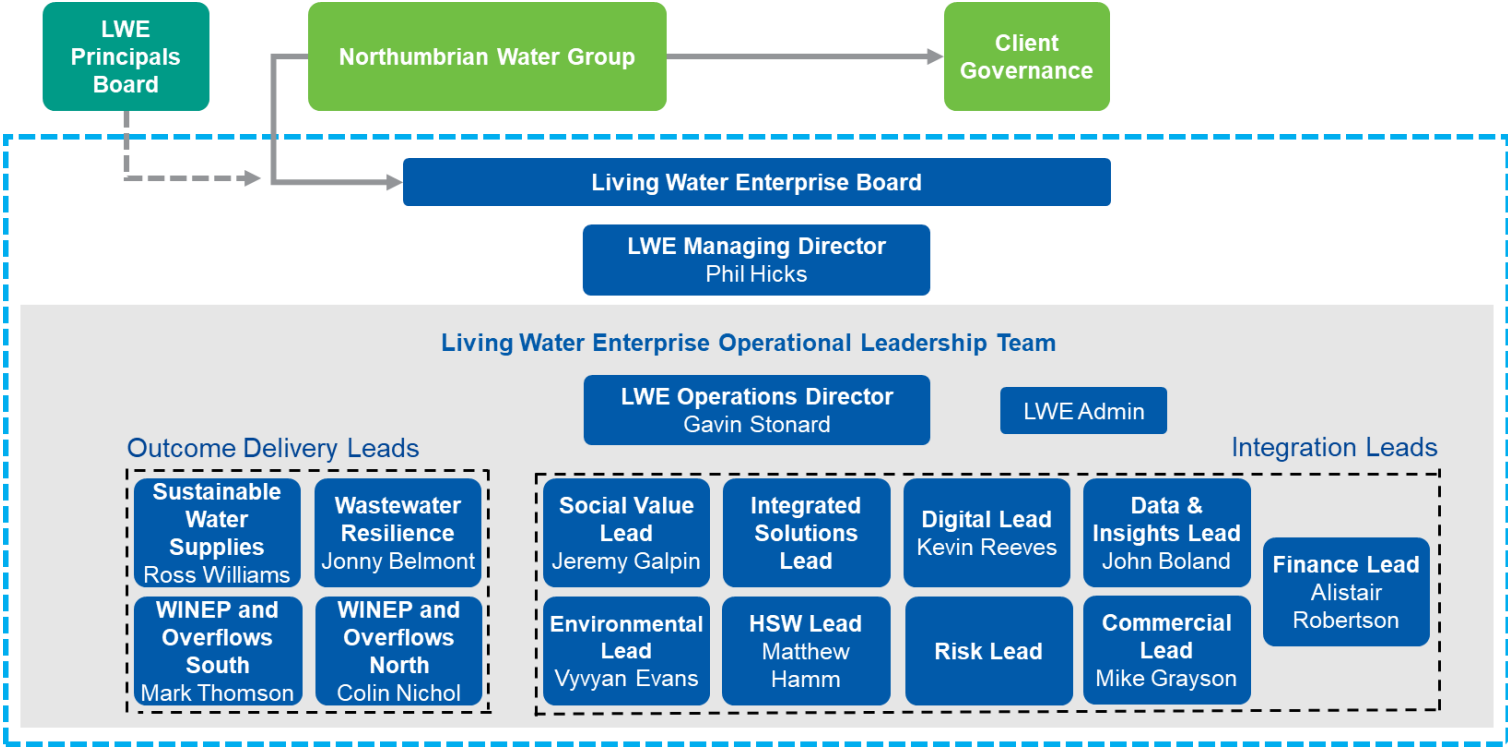 LWE
Principals
Board
Northumbrian Water Group
Client
Governance
Living Water Enterprise Board
LWE Managing Director
Phil Hicks
Living Water Enterprise Operational Leadership Team
LWE Operations Director
Gavin Stonard
LWE Admin
Outcome Delivery Leads
Sustainable
Water
Supplies
Ross Williams
Wastewater
Resilience
Jonny Belmont
WINEP and
Overflows
South
Mark Thomson
WINEP and
Overflows
North
Colin Nichol
Integration Leads
Social Value
Lead
Jeremy Galpin
Integrated
Solutions
Lead
Digital Lead
Kevin Reeves
Data &
Insights Lead
John Boland
Finance Lead
Alistair
Robertson
Environmental
Lead
Vyvyan Evans
HSW Lead
Matthew
Hamm
Risk Lead
Commercial
Lead
Mike Grayson